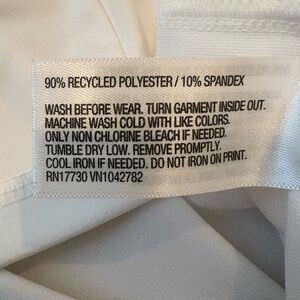 90% RECYCLED POLYESTER / 10% SPANDEX
WASH BEFORE WEAR. TURN GARMENT INSIDE OUT.
MACHINE WASH COLD WITH LIKE COLORS.
ONLY NON CHLORINE BLEACH IF NEEDED.
TUMBLE DRY LOW. REMOVE PROMPTLY.
COOL IRON IF NEEDED. DO NOT IRON ON PRINT.
RN17730 VN1042782